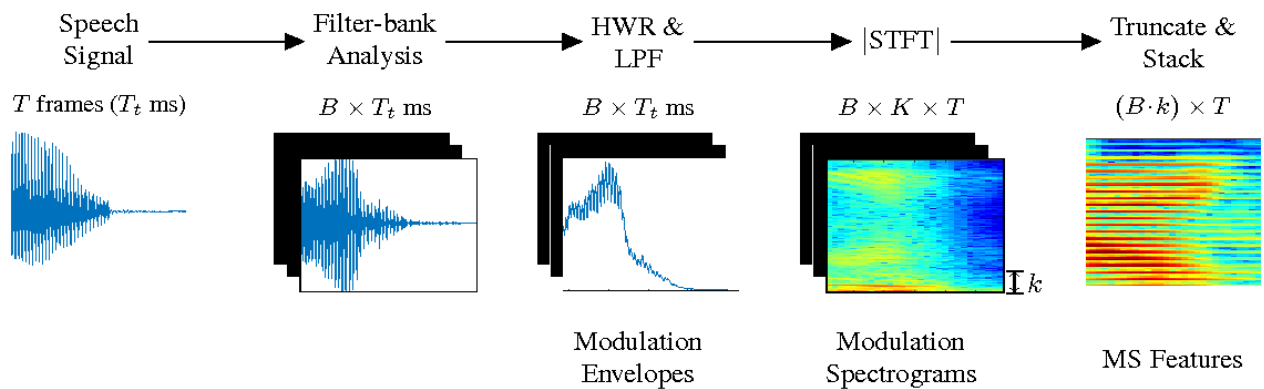 Speech Signal
Filter-bank Analysis
HWR & LPF
|STFT|
Truncate & Stack
T frames (T_t ms)
B × T_t ms
B × T_t ms
B × K × T
(B·k) × T
k
Modulation Envelopes
Modulation Spectrograms
MS Features